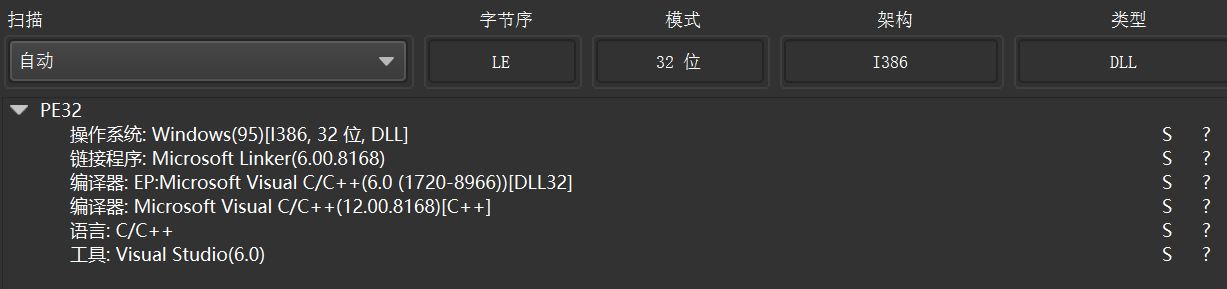 扫描 字节序 模式 架构 类型
自动 LE 32 位 I386 DLL
PE32
操作系统: Windows(95)[I386, 32 位, DLL] S ?
链接程序: Microsoft Linker(6.00.8168) S ?
编译器: EP:Microsoft Visual C/C++(6.0 (1720-8966))[DLL32] S ?
编译器: Microsoft Visual C/C++(12.00.8168)[C++] S ?
语言: C/C++ S ?
工具: Visual Studio(6.0) S ?